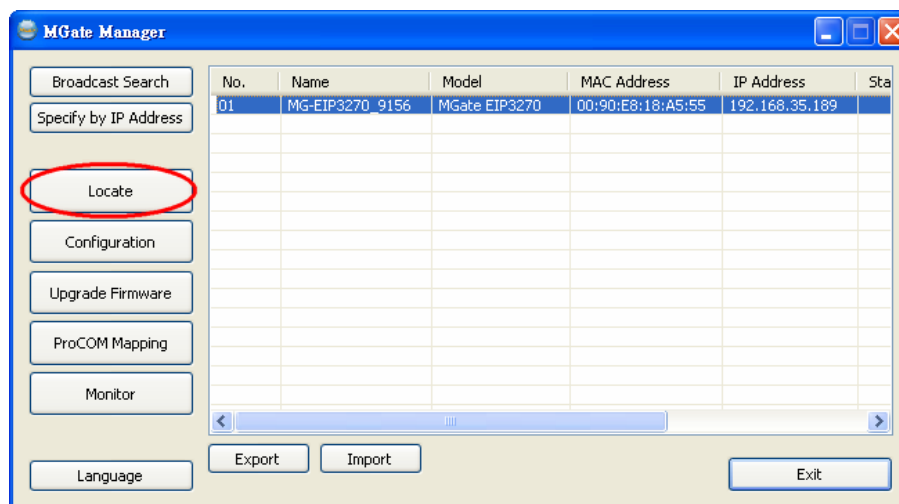 MGate Manager
Broadcast Search
Specify by IP Address
Locate
Configuration
Upgrade Firmware
ProCOM Mapping
Monitor
Language
No. Name Model MAC Address IP Address Sta
01 MG-EIP3270_9156 MGate EIP3270 00:90:E8:18:A5:55 192.168.35.189
Export Import
Exit